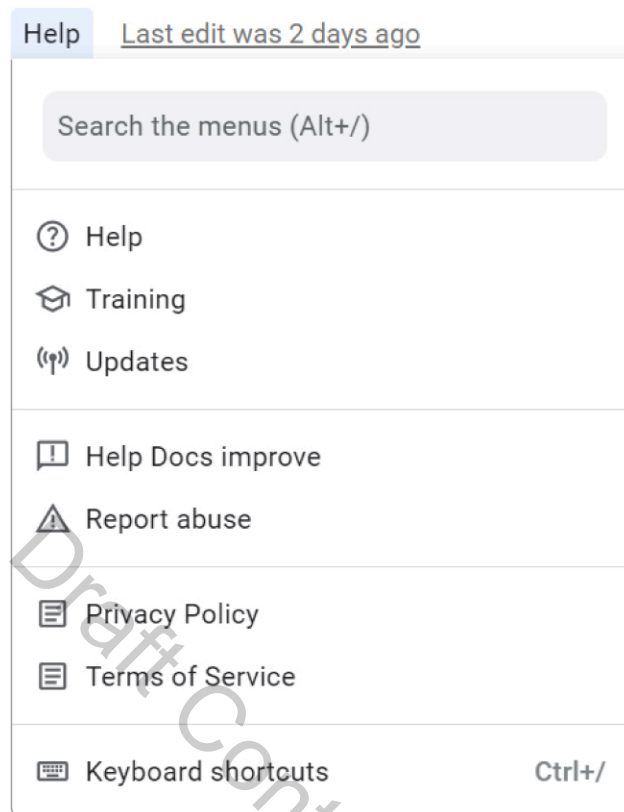 Help Last edit was 2 days ago
Search the menus (Alt+/)
Help
Training
Updates
Help Docs improve
Report abuse
Privacy Policy
Terms of Service
Keyboard shortcuts Ctrl+/
Draft